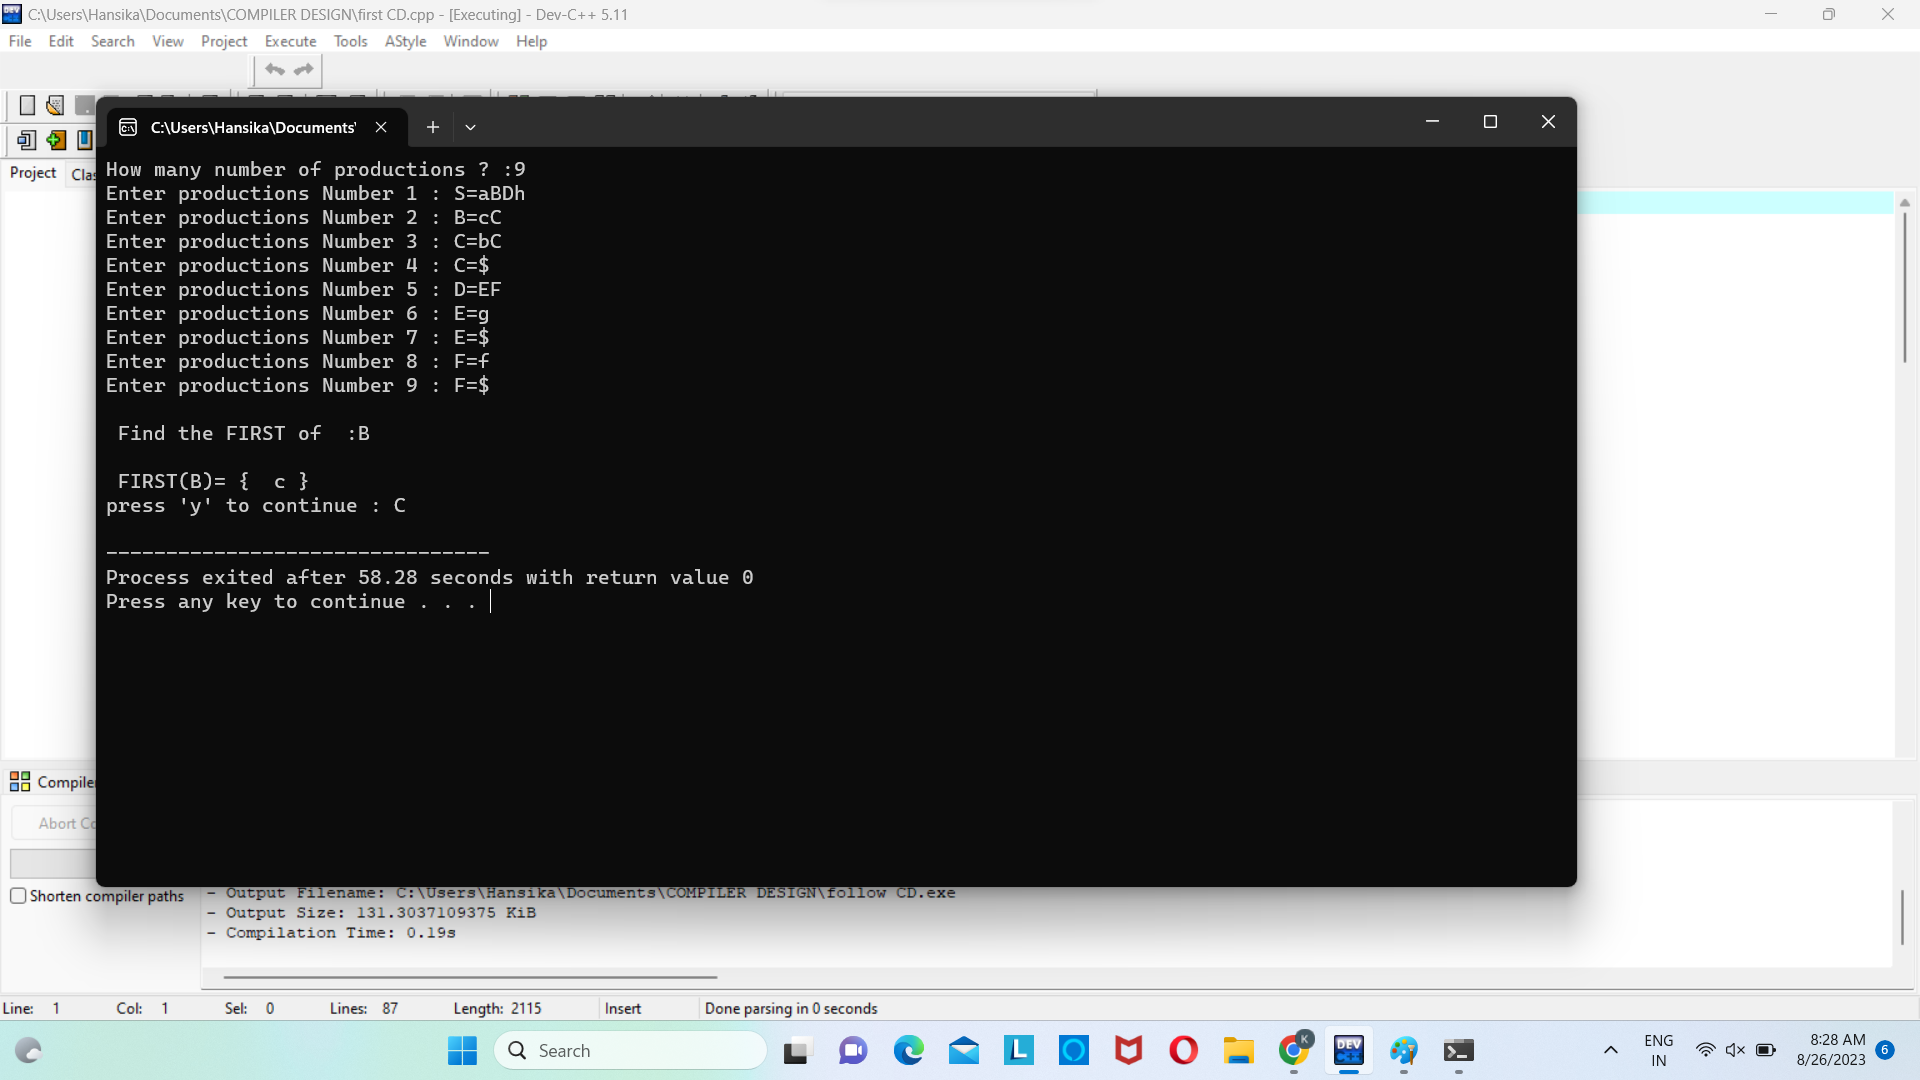 C:\Users\Hansika\Documents\COMPILER DESIGN\first CD.cpp - [Executing] - Dev-C++ 5.11
File Edit Search View Project Execute Tools AStyle Window Help
C:\Users\Hansika\Documents'
Project
How many number of productions ? :9
Enter productions Number 1 : S=aBDh
Enter productions Number 2 : B=cC
Enter productions Number 3 : C=bC
Enter productions Number 4 : C=$
Enter productions Number 5 : D=EF
Enter productions Number 6 : E=g
Enter productions Number 7 : E=$
Enter productions Number 8 : F=f
Enter productions Number 9 : F=$
Find the FIRST of :B
FIRST(B)= { c }
press 'y' to continue : C
--------------------------------
Process exited after 58.28 seconds with return value 0
Press any key to continue . . .
Compiler
Abort
Shorten compiler paths
- Output Filename: C:\Users\Hansika\Documents\COMPILER DESIGN\follow CD.exe
- Output Size: 131.3037109375 KiB
- Compilation Time: 0.19s
Line: 1 Col: 1 Sel: 0 Lines: 87 Length: 2115 Insert Done parsing in 0 seconds
Search
L
K
DEV C++
ENG
IN
8:28 AM
8/26/2023
6